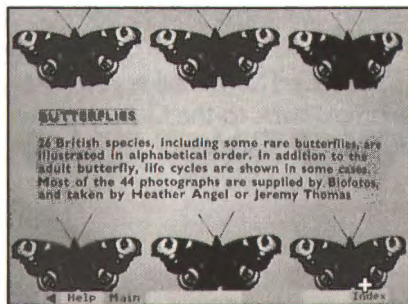 BUTTERFLIES
26 British species, including some rare butterflies, are
illustrated in alphabetical order. In addition to the
adult butterfly, life cycles are shown in some cases.
Most of the 44 photographs are supplied by Biofotos,
and taken by Heather Angel or Jeremy Thomas
Help Main Index